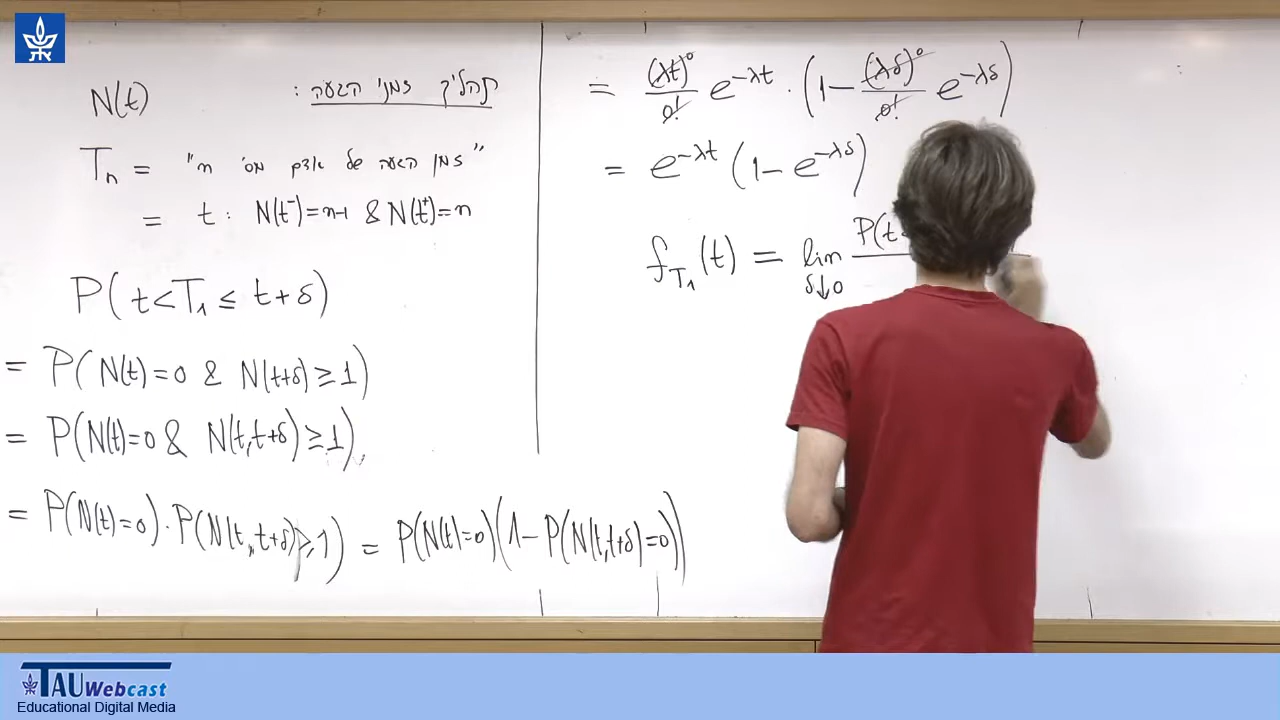 תהליך זמני הגעה :
N(t)
Tₙ = "זמן הגעה של אדם מס' n"
= t : N(t⁻)=n-1 & N(t⁺)=n
P( t<T₁ ≤ t+δ)
= P( N(t)=0 & N(t+δ) ≥ 1)
= P(N(t)=0 & N(t,t+δ) ≥ 1)
= P(N(t)=0) · P(N(t,t+δ) ≥ 1) = P(N(t)=0)(1- P(N(t,t+δ)=0))
= (λt)⁰/0! e^{-λt} · (1- (λδ)⁰/0! e^{-λδ})
= e^{-λt} (1- e^{-λδ})
f_{T₁}(t) = lim_{δ↓0} P(t
TAU Webcast
Educational Digital Media